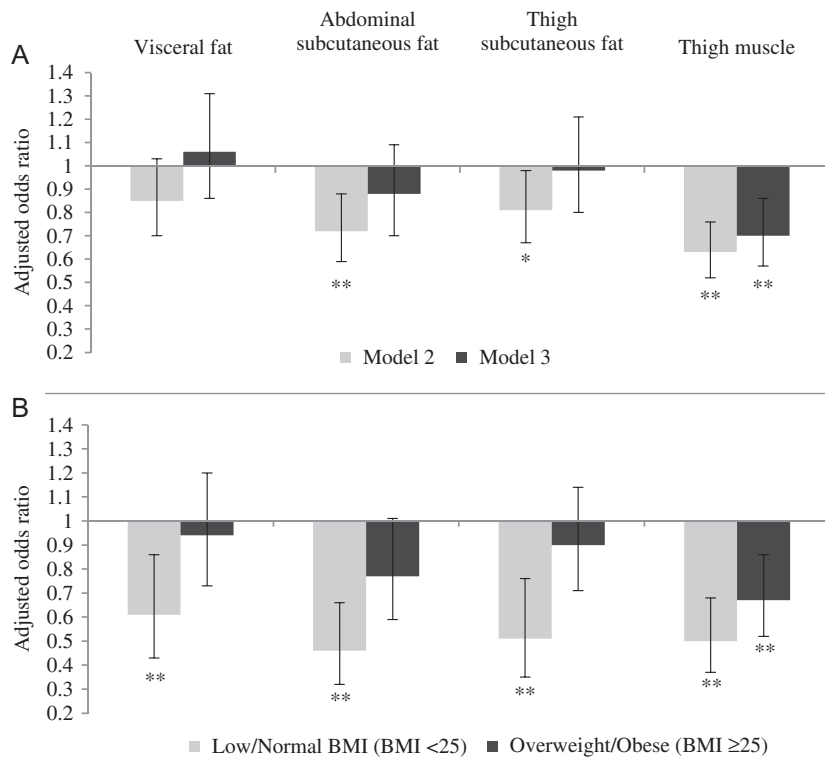 Visceral fat
Abdominal
subcutaneous fat
Thigh
subcutaneous fat
Thigh muscle
A
Adjusted odds ratio
1.4
1.3
1.2
1.1
1
0.9
0.8
0.7
0.6
0.5
0.4
0.3
0.2
**
*
**
**
Model 2
Model 3
B
Adjusted odds ratio
1.4
1.3
1.2
1.1
1
0.9
0.8
0.7
0.6
0.5
0.4
0.3
0.2
**
**
**
**
**
Low/Normal BMI (BMI <25)
Overweight/Obese (BMI ≥25)